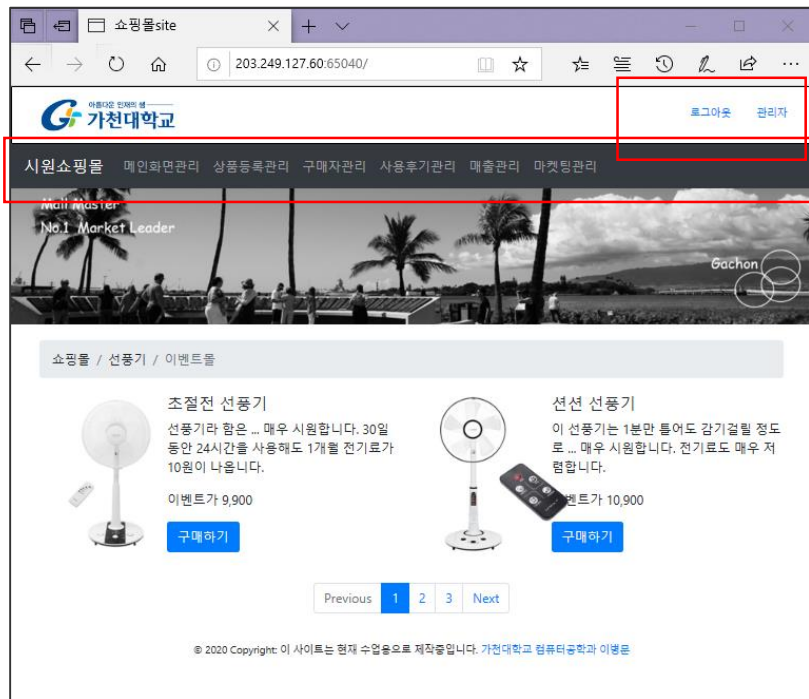 쇼핑몰site
203.249.127.60:65040/
아름다운 인재의 샘
가천대학교
로그아웃 관리자
시원쇼핑몰 메인화면관리 상품등록관리 구매자관리 사용후기관리 매출관리 마켓팅관리
Mall Master
No.1 Market Leader
Gachon
쇼핑몰 / 선풍기 / 이벤트몰
초절전 선풍기
선풍기라 함은 ... 매우 시원합니다. 30일
동안 24시간을 사용해도 1개월 전기료가
10원이 나옵니다.
이벤트가 9,900
구매하기
션션 선풍기
이 선풍기는 1분만 틀어도 감기걸릴 정도
로 ... 매우 시원합니다. 전기료도 매우 저
렴합니다.
벤트가 10,900
구매하기
Previous 1 2 3 Next
© 2020 Copyright: 이 사이트는 현재 수업용으로 제작중입니다. 가천대학교 컴퓨터공학과 이병문